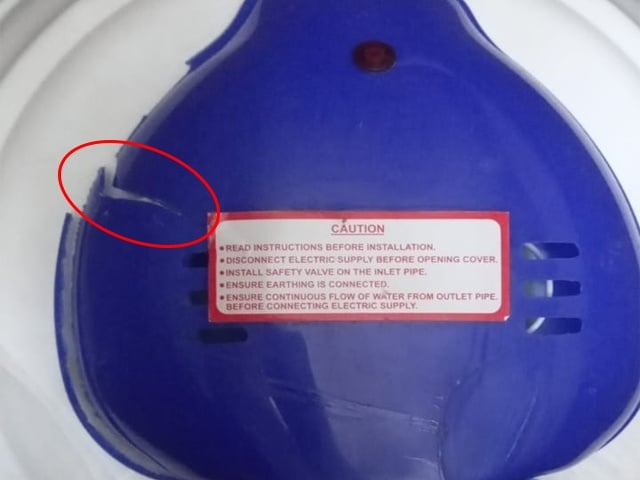 CAUTION
• READ INSTRUCTIONS BEFORE INSTALLATION.
• DISCONNECT ELECTRIC SUPPLY BEFORE OPENING COVER.
• INSTALL SAFETY VALVE ON THE INLET PIPE.
• ENSURE EARTHING IS CONNECTED.
• ENSURE CONTINUOUS FLOW OF WATER FROM OUTLET PIPE.
BEFORE CONNECTING ELECTRIC SUPPLY.